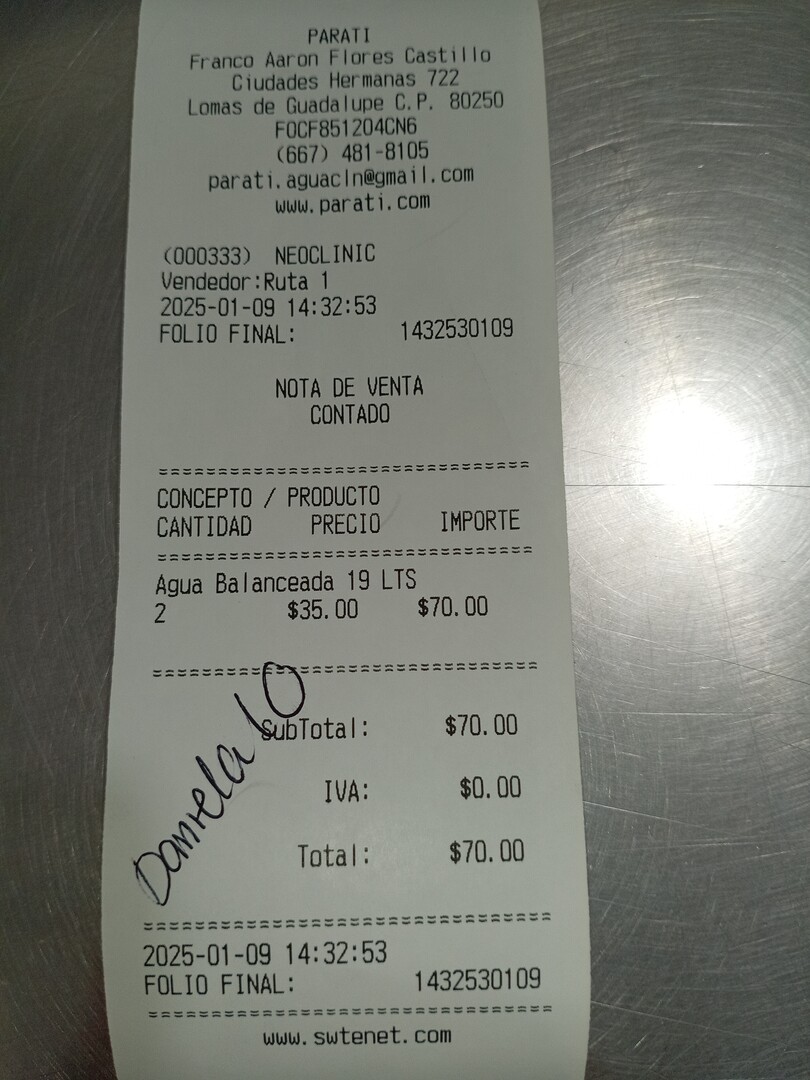 PARATI
Franco Aaron Flores Castillo
Ciudades Hermanas 722
Lomas de Guadalupe C.P. 80250
FOCF851204CN6
(667) 481-8105
parati.aguacln@gmail.com
www.parati.com
(000333) NEOCLINIC
Vendedor:Ruta 1
2025-01-09 14:32:53
FOLIO FINAL: 1432530109
NOTA DE VENTA
CONTADO
==============================
CONCEPTO / PRODUCTO
CANTIDAD PRECIO IMPORTE
==============================
Agua Balanceada 19 LTS
2 $35.00 $70.00
==============================
SubTotal: $70.00
IVA: $0.00
Total: $70.00
Daniela
==============================
2025-01-09 14:32:53
FOLIO FINAL: 1432530109
==============================
www.swtenet.com